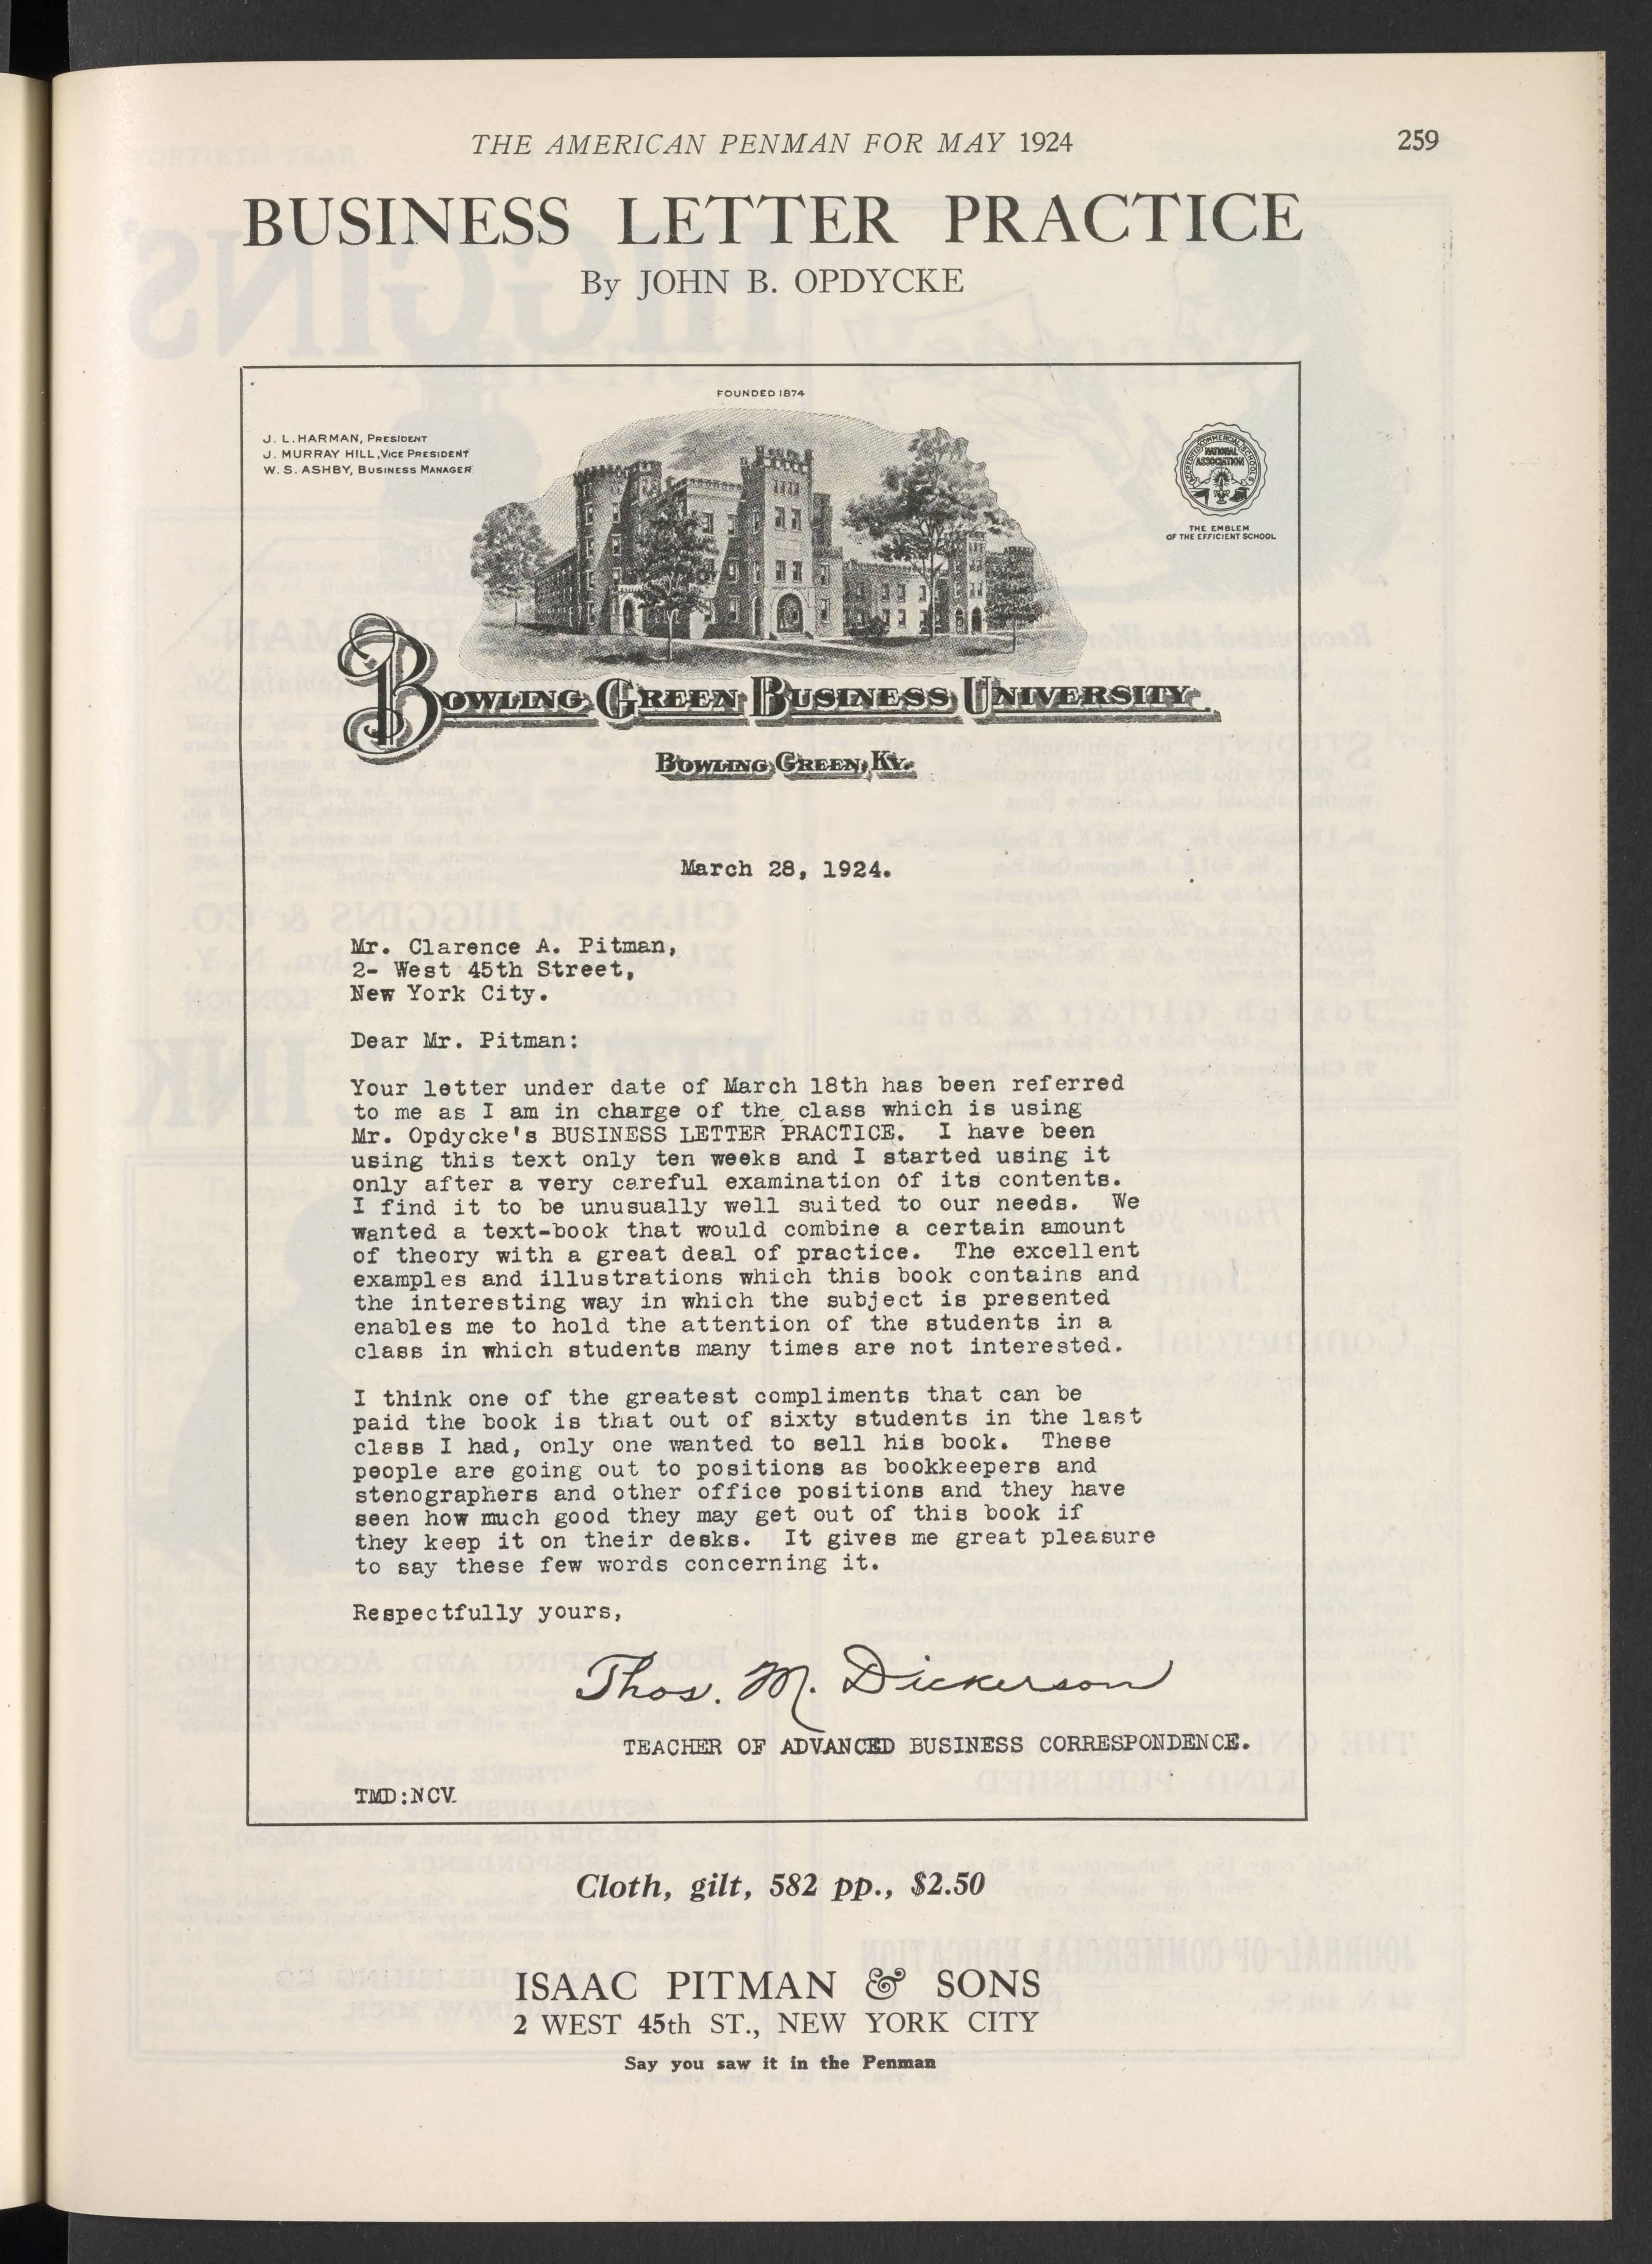 THE AMERICAN PENMAN FOR MAY 1924 259
BUSINESS LETTER PRACTICE
By JOHN B. OPDYCKE
FOUNDED 1874
J. L. HARMAN, PRESIDENT
J. MURRAY HILL, VICE PRESIDENT
W. S. ASHBY, BUSINESS MANAGER
NATIONAL
ASSOCIATION
ACCREDITED COMMERCIAL SCHOOLS
THE EMBLEM
OF THE EFFICIENT SCHOOL
BOWLING GREEN BUSINESS UNIVERSITY
BOWLING GREEN, KY.
March 28, 1924.
Mr. Clarence A. Pitman,
2- West 45th Street,
New York City.
Dear Mr. Pitman:
Your letter under date of March 18th has been referred
to me as I am in charge of the class which is using
Mr. Opdycke's BUSINESS LETTER PRACTICE. I have been
using this text only ten weeks and I started using it
only after a very careful examination of its contents.
I find it to be unusually well suited to our needs. We
wanted a text-book that would combine a certain amount
of theory with a great deal of practice. The excellent
examples and illustrations which this book contains and
the interesting way in which the subject is presented
enables me to hold the attention of the students in a
class in which students many times are not interested.
I think one of the greatest compliments that can be
paid the book is that out of sixty students in the last
class I had, only one wanted to sell his book. These
people are going out to positions as bookkeepers and
stenographers and other office positions and they have
seen how much good they may get out of this book if
they keep it on their desks. It gives me great pleasure
to say these few words concerning it.
Respectfully yours,
Thos. M. Dickerson
TEACHER OF ADVANCED BUSINESS CORRESPONDENCE.
TMD:NCV.
Cloth, gilt, 582 pp., $2.50
ISAAC PITMAN & SONS
2 WEST 45th ST., NEW YORK CITY
Say you saw it in the Penman